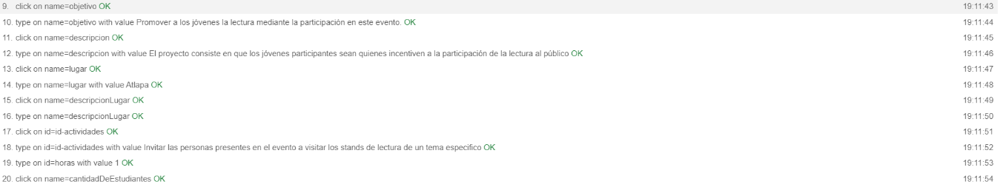 9. click on name=objetivo OK 19:11:43
10. type on name=objetivo with value Promover a los jóvenes la lectura mediante la participación en este evento. OK 19:11:44
11. click on name=descripcion OK 19:11:45
12. type on name=descripcion with value El proyecto consiste en que los jóvenes participantes sean quienes incentiven a la participación de la lectura al público OK 19:11:46
13. click on name=lugar OK 19:11:47
14. type on name=lugar with value Atlapa OK 19:11:48
15. click on name=descripcionLugar OK 19:11:49
16. type on name=descripcionLugar OK 19:11:50
17. click on id=id-actividades OK 19:11:51
18. type on id=id-actividades with value Invitar las personas presentes en el evento a visitar los stands de lectura de un tema específico OK 19:11:52
19. type on id=horas with value 1 OK 19:11:53
20. click on name=cantidadDeEstudiantes OK 19:11:54